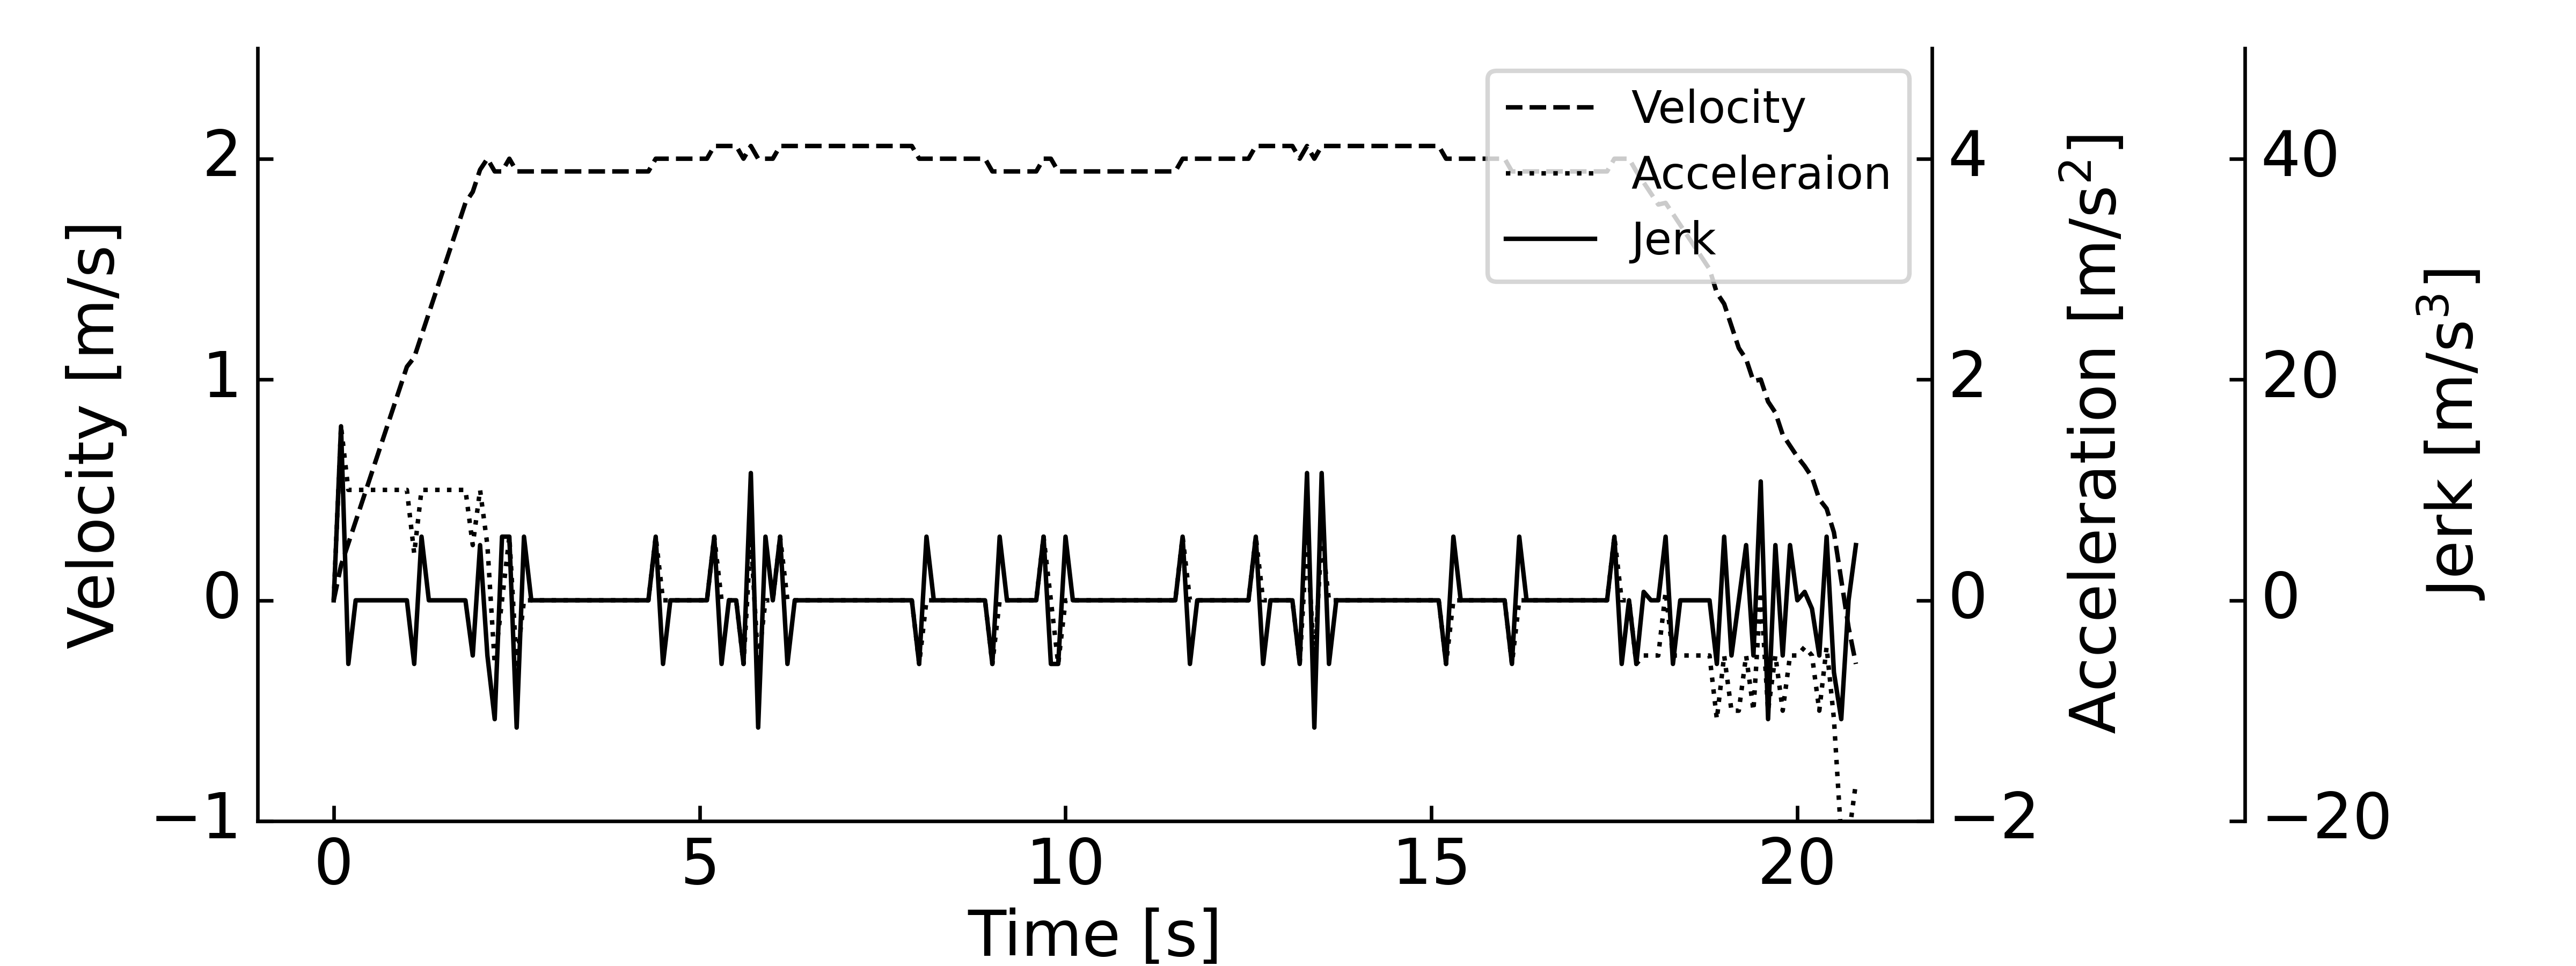 Velocity [m/s]
2
1
0
−1
0 5 10 15 20
Time [s]
Velocity
Acceleraion
Jerk
4
2
0
−2
Acceleration [m/s²]
40
20
0
−20
Jerk [m/s³]